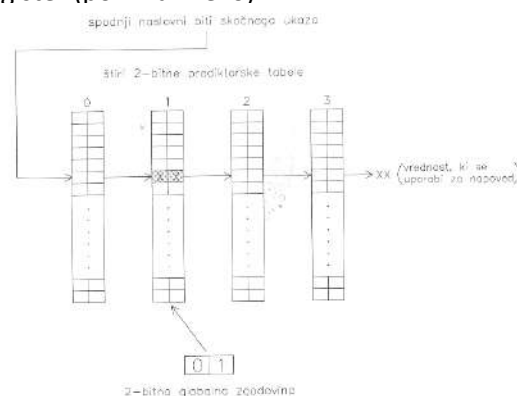 spodnji naslovni biti skočnega ukaza
štiri 2-bitne prediktorske tabele
0 1 2 3
XX
XX (vrednost, ki se
uporabi za napoved)
0 1
2-bitna globalna zgodovina